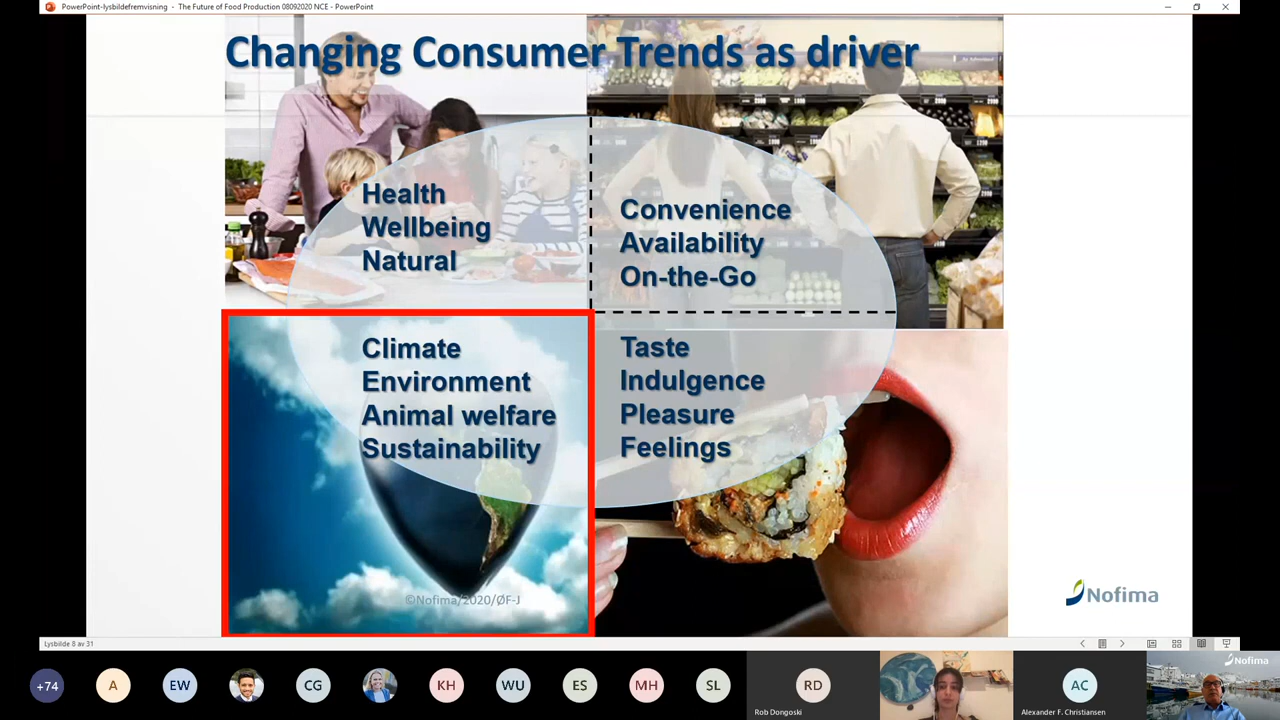 PowerPoint-lysbildefremvisning - The Future of Food Production 08092020 NCE - PowerPoint
Changing Consumer Trends as driver
Health
Wellbeing
Natural
Convenience
Availability
On-the-Go
Climate
Environment
Animal welfare
Sustainability
Taste
Indulgence
Pleasure
Feelings
©Nofima/2020/ØF-J
Nofima
Lysbilde 8 av 31
+74
A
EW
CG
KH
WU
ES
MH
SL
RD
Rob Dongoski
AC
Alexander F. Christiansen
Nofima